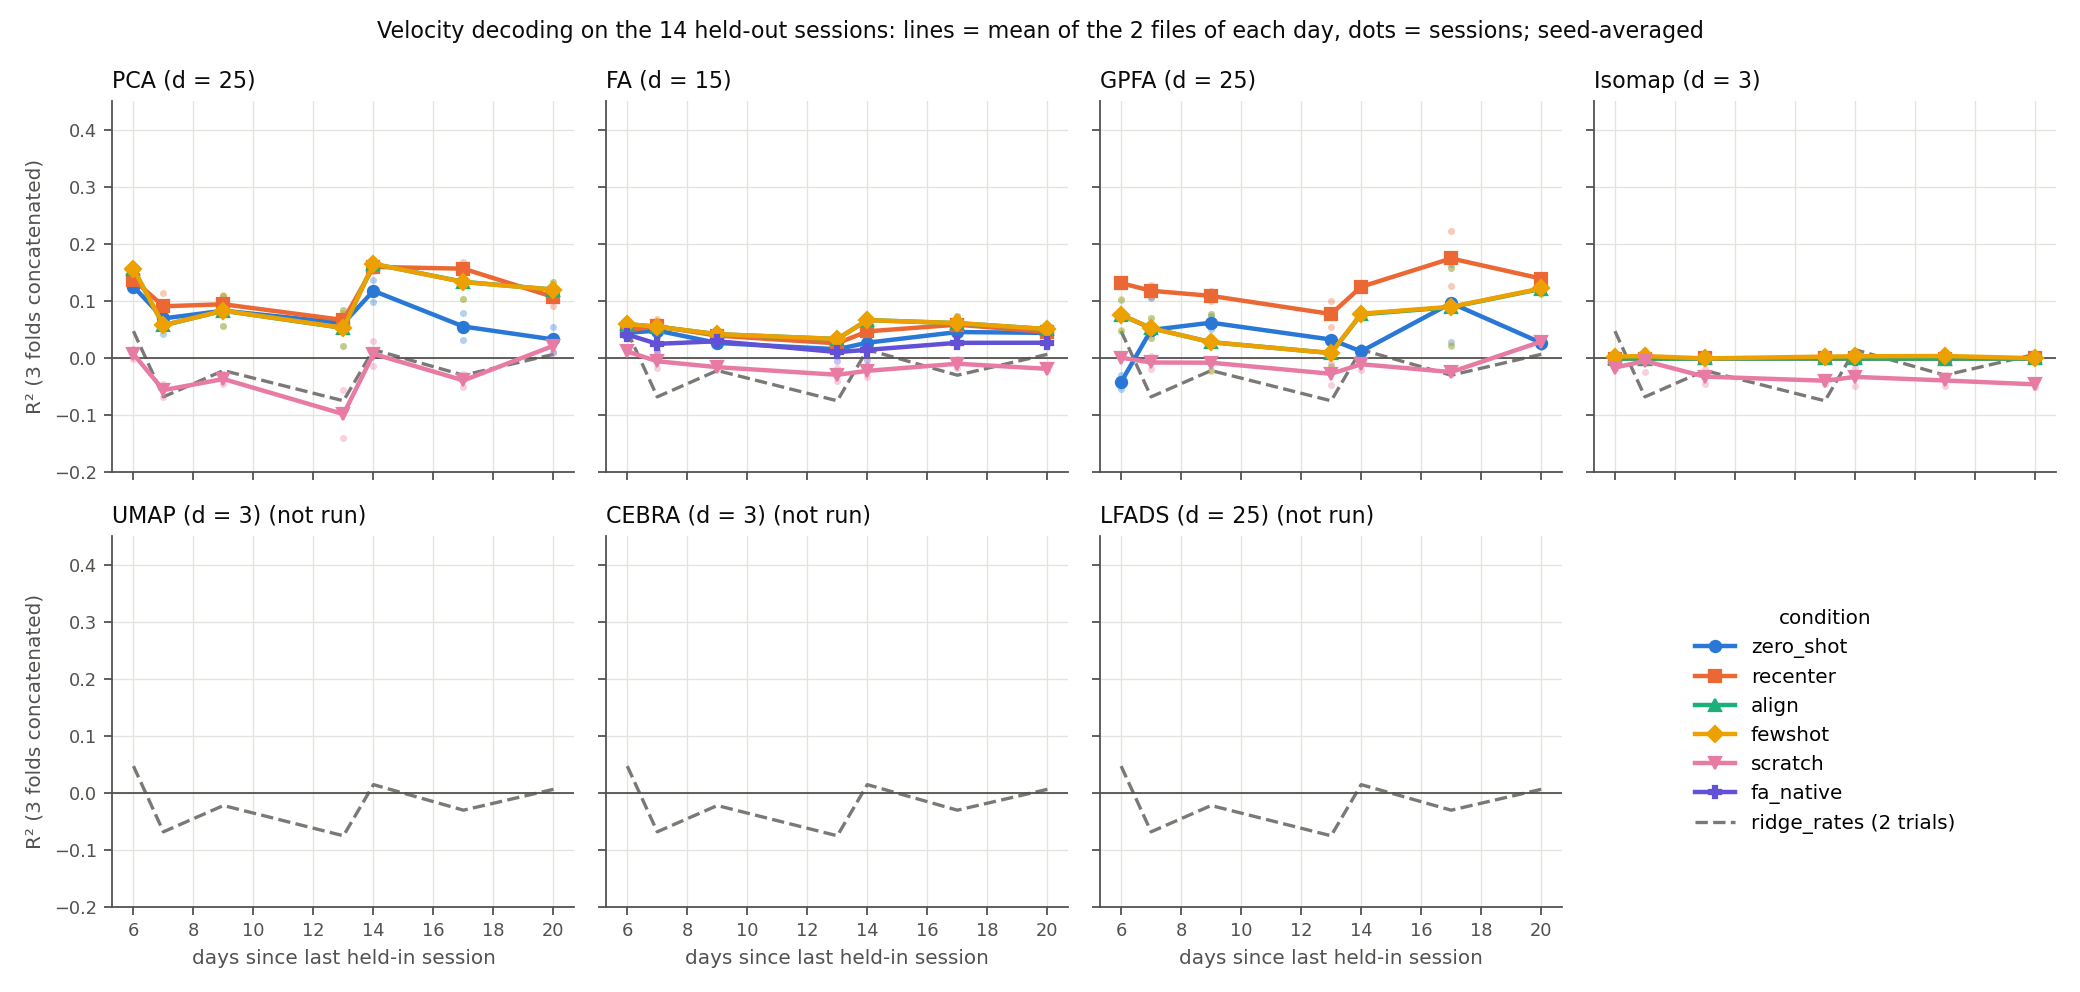 Velocity decoding on the 14 held-out sessions: lines = mean of the 2 files of each day, dots = sessions; seed-averaged
PCA (d = 25)
FA (d = 15)
GPFA (d = 25)
Isomap (d = 3)
R² (3 folds concatenated)
0.4
0.3
0.2
0.1
0.0
−0.1
−0.2
UMAP (d = 3) (not run)
CEBRA (d = 3) (not run)
LFADS (d = 25) (not run)
R² (3 folds concatenated)
0.4
0.3
0.2
0.1
0.0
−0.1
−0.2
6 8 10 12 14 16 18 20
days since last held-in session
6 8 10 12 14 16 18 20
days since last held-in session
6 8 10 12 14 16 18 20
days since last held-in session
condition
zero_shot
recenter
align
fewshot
scratch
fa_native
ridge_rates (2 trials)